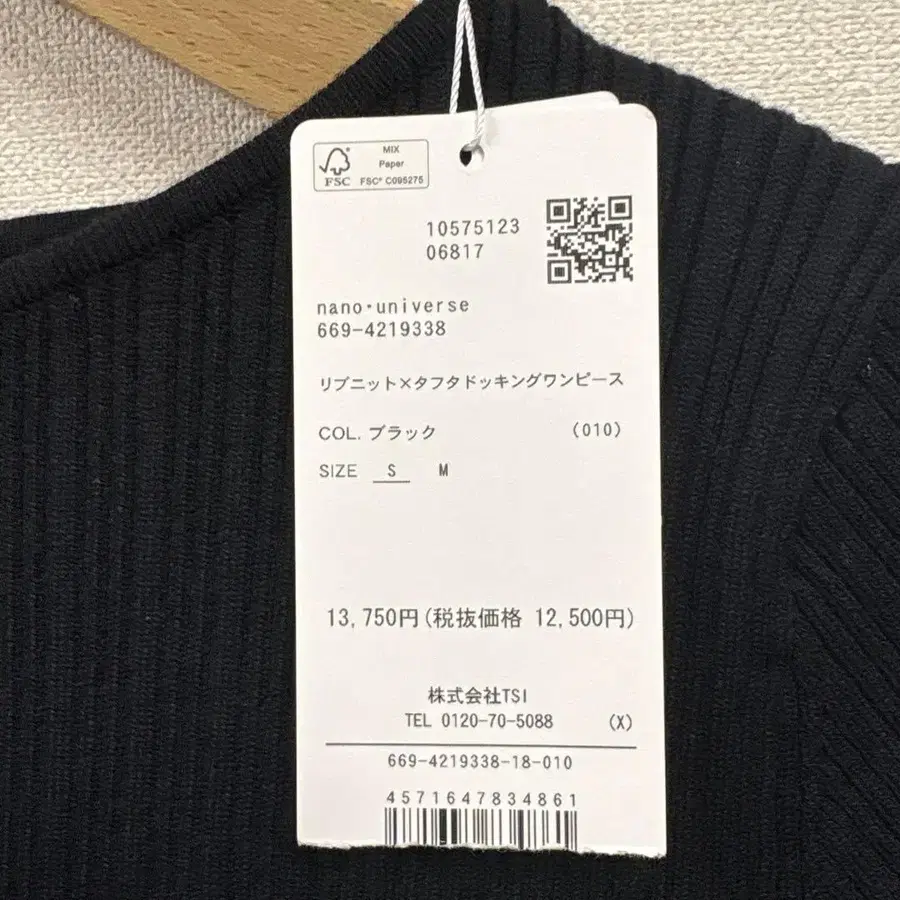 MIX
Paper
FSC
FSC® C095275
10575123
06817
nano・universe
669-4219338
リブニット×タフタドッキングワンピース
COL. ブラック (010)
SIZE S M
13,750円(税抜価格 12,500円)
株式会社TSI
TEL 0120-70-5088 (X)
669-4219338-18-010
4571647834861